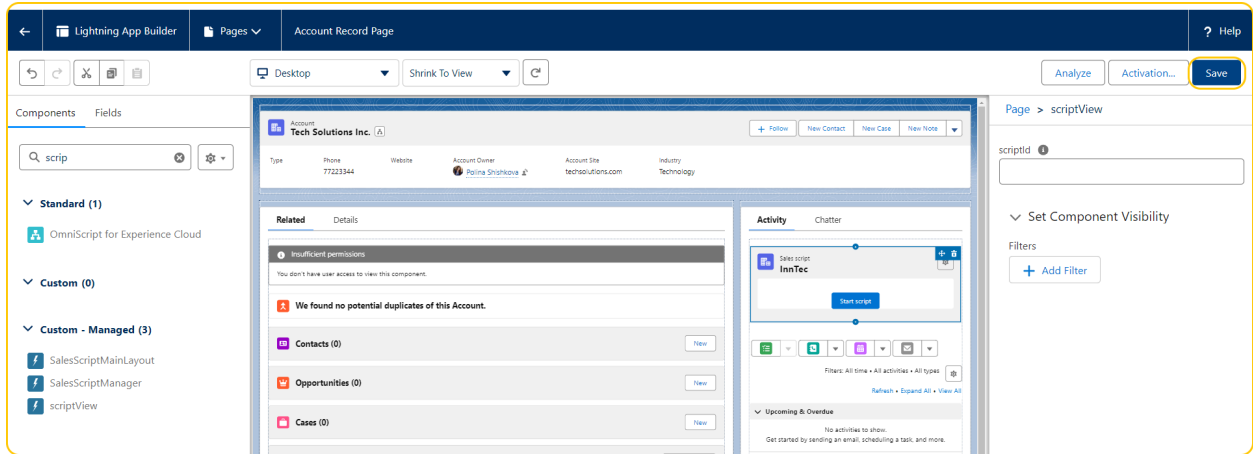 Lightning App Builder
Pages
Account Record Page
? Help
Desktop
Shrink To View
Analyze
Activation...
Save
Components
Fields
scrip
Standard (1)
OmniScript for Experience Cloud
Custom (0)
Custom - Managed (3)
SalesScriptMainLayout
SalesScriptManager
scriptView
Account
Tech Solutions Inc.
+ Follow
New Contact
New Case
New Note
Type
Phone
77223344
Website
Account Owner
Polina Shishkova
Account Site
techsolutions.com
Industry
Technology
Related
Details
Insufficient permissions
You don't have user access to view this component.
We found no potential duplicates of this Account.
Contacts (0)
New
Opportunities (0)
New
Cases (0)
New
Activity
Chatter
Sales script
InnTec
Start script
Filters: All time • All activities • All types
Refresh • Expand All • View All
Upcoming & Overdue
No activities to show.
Get started by sending an email, scheduling a task, and more.
Page > scriptView
scriptId
Set Component Visibility
Filters
+ Add Filter